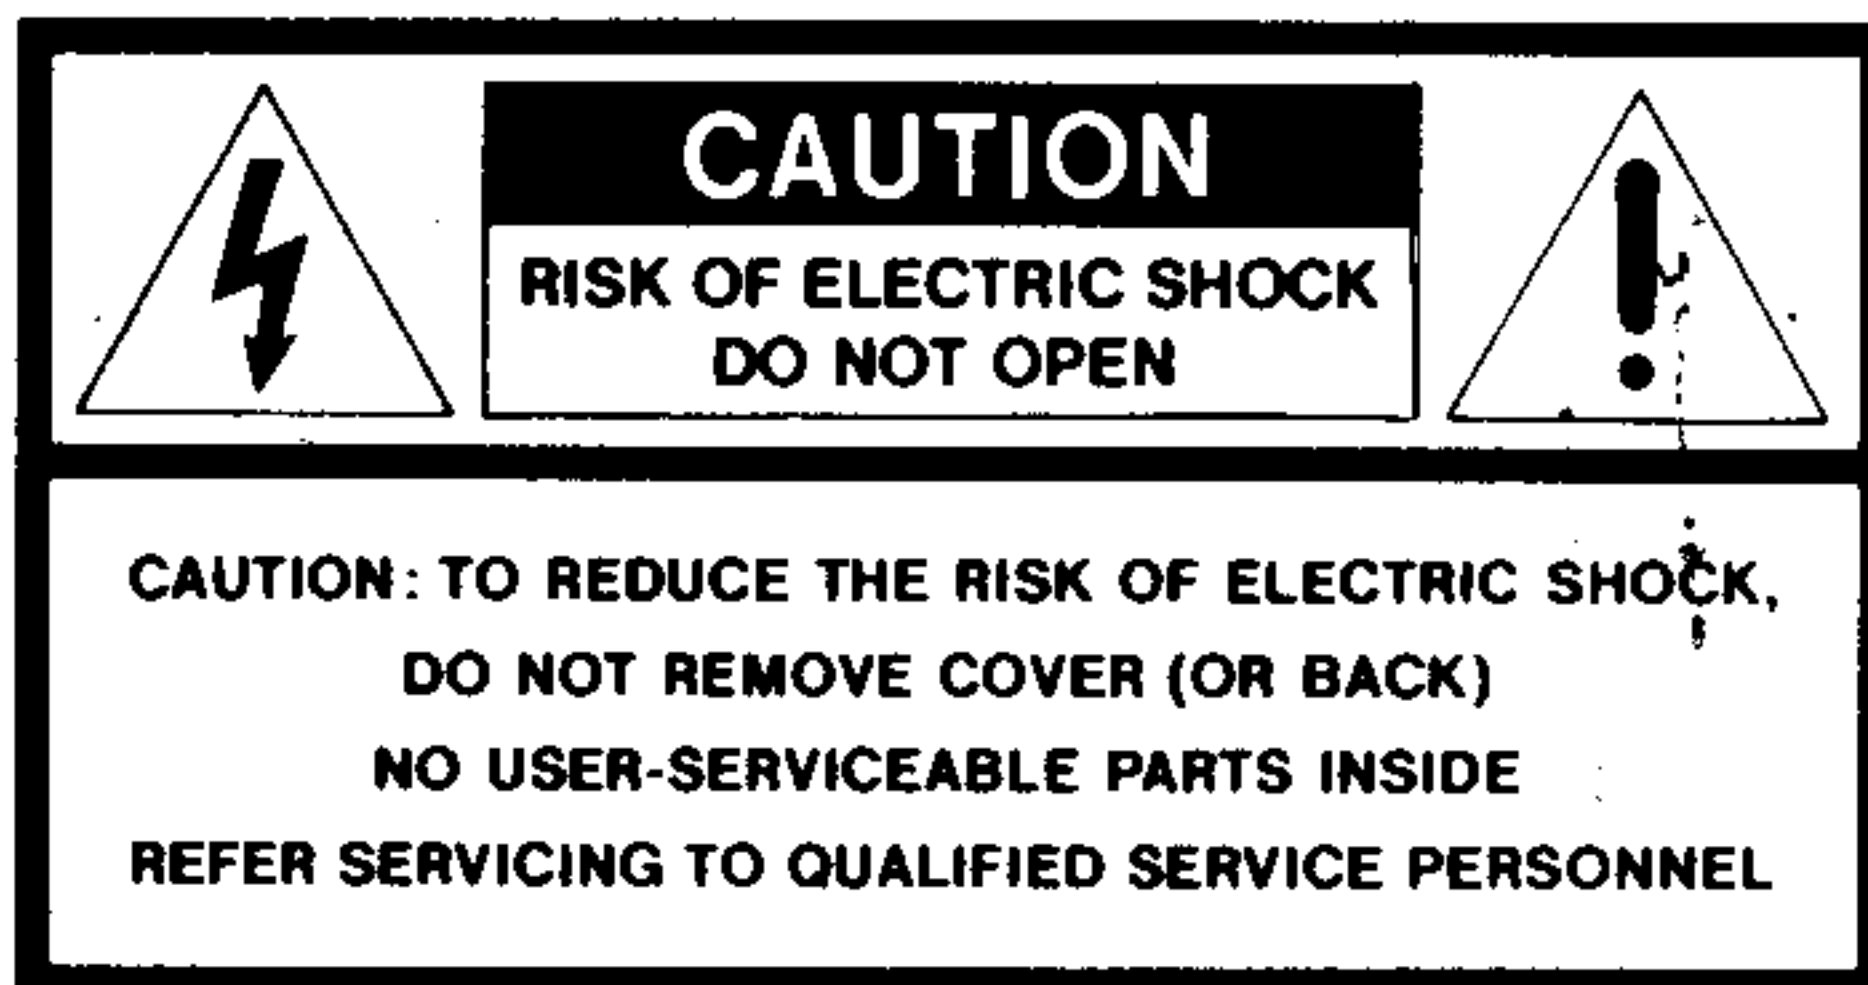 CAUTION
RISK OF ELECTRIC SHOCK
DO NOT OPEN
CAUTION: TO REDUCE THE RISK OF ELECTRIC SHOCK,
DO NOT REMOVE COVER (OR BACK)
NO USER-SERVICEABLE PARTS INSIDE
REFER SERVICING TO QUALIFIED SERVICE PERSONNEL